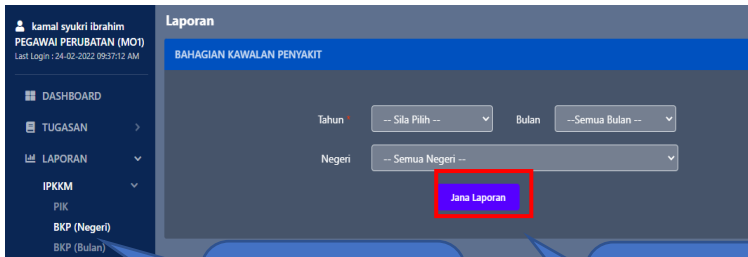 kamal syukri ibrahim
PEGAWAI PERUBATAN (MO1)
Last Login : 24-02-2022 09:37:12 AM
DASHBOARD
TUGASAN
LAPORAN
IPKKM
PIK
BKP (Negeri)
BKP (Bulan)
Laporan
BAHAGIAN KAWALAN PENYAKIT
Tahun * -- Sila Pilih -- Bulan --Semua Bulan --
Negeri -- Semua Negeri --
Jana Laporan